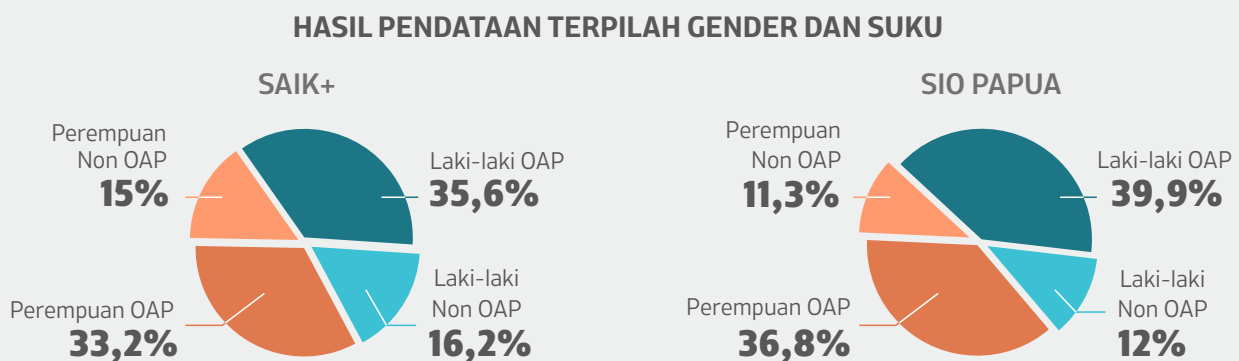 HASIL PENDATAAN TERPILAH GENDER DAN SUKU
SAIK+
Perempuan
Non OAP
15%
Laki-laki OAP
35,6%
Perempuan OAP
33,2%
Laki-laki
Non OAP
16,2%
SIO PAPUA
Perempuan
Non OAP
11,3%
Laki-laki OAP
39,9%
Perempuan OAP
36,8%
Laki-laki
Non OAP
12%